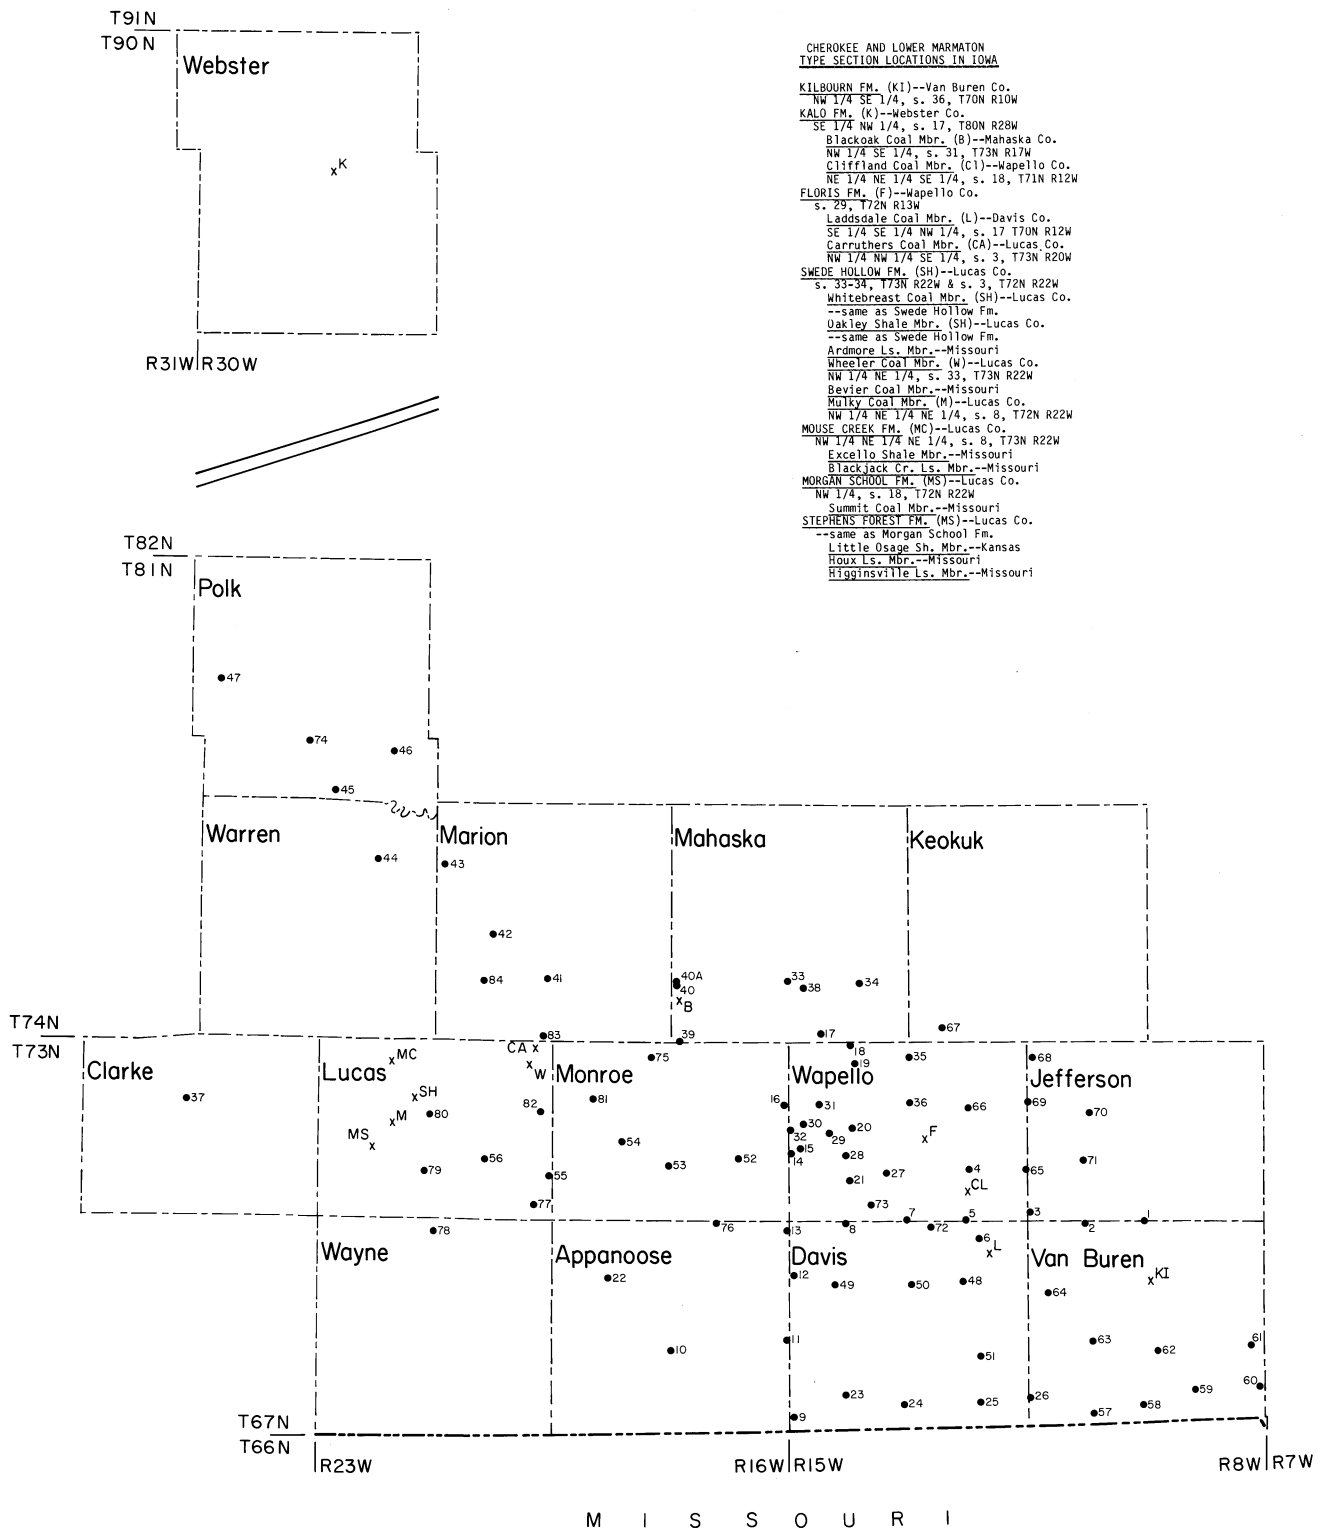 T91N
T90N
Webster
K
R31W R30W
CHEROKEE AND LOWER MARMATON
TYPE SECTION LOCATIONS IN IOWA
KILBOURN FM. (KI)--Van Buren Co.
NW 1/4 SE 1/4, s. 36, T70N R10W
KALO FM. (K)--Webster Co.
SE 1/4 NW 1/4, s. 17, T80N R28W
Blackoak Coal Mbr. (B)--Mahaska Co.
NW 1/4 SE 1/4, s. 31, T73N R17W
Cliffland Coal Mbr. (Cl)--Wapello Co.
NE 1/4 NE 1/4 SE 1/4, s. 18, T71N R12W
FLORIS FM. (F)--Wapello Co.
s. 29, T72N R13W
Laddsdale Coal Mbr. (L)--Davis Co.
SE 1/4 SE 1/4 NW 1/4, s. 17 T70N R12W
Carruthers Coal Mbr. (CA)--Lucas Co.
NW 1/4 NW 1/4 SE 1/4, s. 3, T73N R20W
SWEDE HOLLOW FM. (SH)--Lucas Co.
s. 33-34, T73N R22W & s. 3, T72N R22W
Whitebreast Coal Mbr. (SH)--Lucas Co.
--same as Swede Hollow Fm.
Oakley Shale Mbr. (SH)--Lucas Co.
--same as Swede Hollow Fm.
Ardmore Ls. Mbr.--Missouri
Wheeler Coal Mbr. (W)--Lucas Co.
NW 1/4 NE 1/4, s. 33, T73N R22W
Bevier Coal Mbr.--Missouri
Mulky Coal Mbr. (M)--Lucas Co.
NW 1/4 NE 1/4 NE 1/4, s. 8, T72N R22W
MOUSE CREEK FM. (MC)--Lucas Co.
NW 1/4 NE 1/4 NE 1/4, s. 8, T73N R22W
Excello Shale Mbr.--Missouri
Blackjack Cr. Ls. Mbr.--Missouri
MORGAN SCHOOL FM. (MS)--Lucas Co.
NW 1/4, s. 18, T72N R22W
Summit Coal Mbr.--Missouri
STEPHENS FOREST FM. (MS)--Lucas Co.
--same as Morgan School Fm.
Little Osage Sh. Mbr.--Kansas
Houx Ls. Mbr.--Missouri
Higginsville Ls. Mbr.--Missouri
T82N
T81N
Polk
47
74
46
45
Warren
Marion
Mahaska
Keokuk
44
43
42
84
41
40A
40
B
33
38
34
T74N
T73N
83
39
17
67
Clarke
Lucas
MC
CA
W
Monroe
75
Wapello
18
19
35
Jefferson
68
37
SH
80
M
MS
82
81
16
31
36
66
69
70
54
32
30
29
20
F
79
56
55
53
52
14
15
28
27
21
4
CL
65
71
77
73
7
5
3
2
1
78
76
13
8
72
6
L
Wayne
Appanoose
Davis
Van Buren
KI
22
12
49
50
48
64
10
11
51
63
62
61
23
24
25
26
57
58
59
60
9
T67N
T66N
R23W
R16W R15W
R8W R7W
MISSOURI